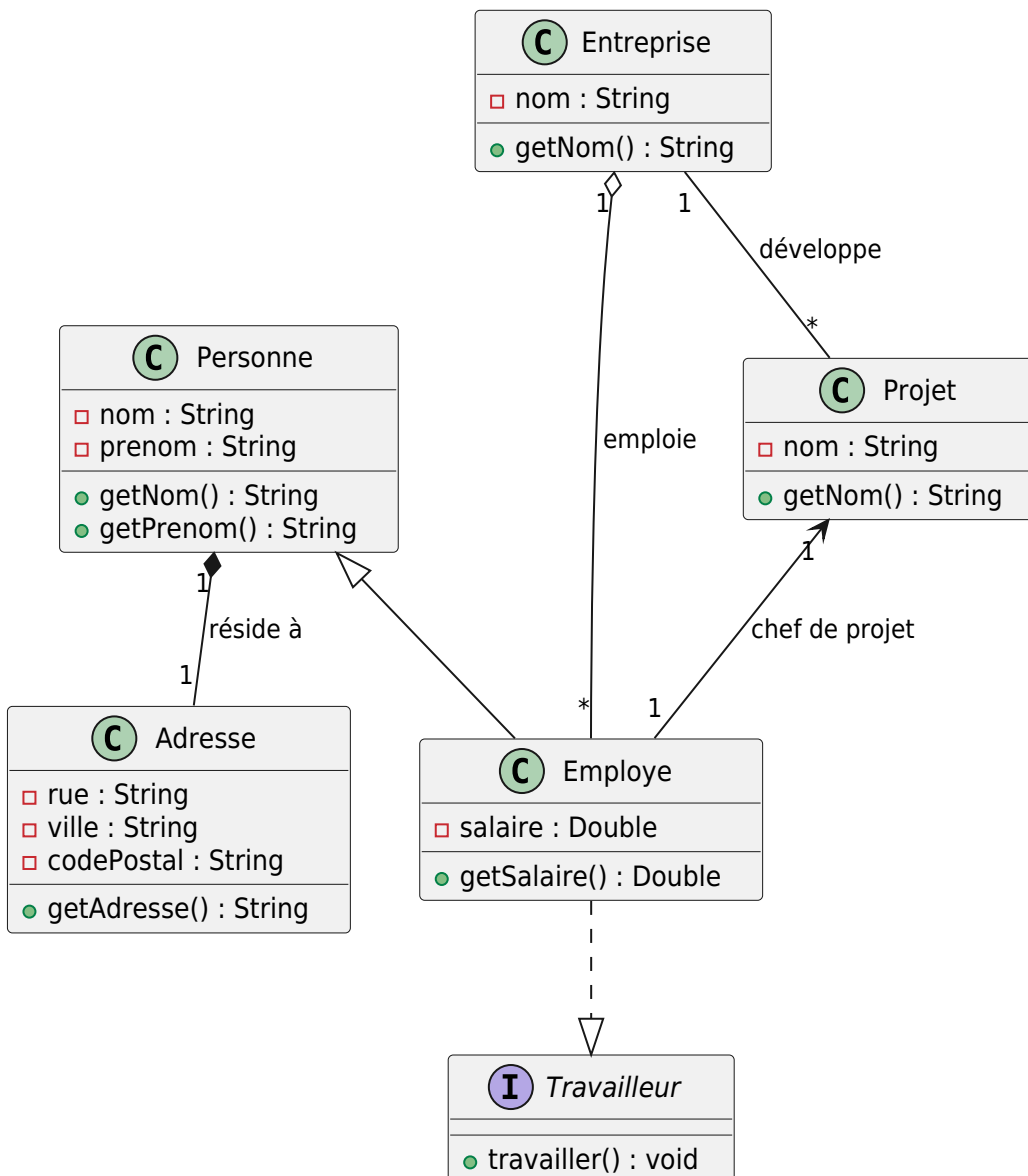 C Entreprise
nom : String
getNom() : String
1
1
développe
*
C Personne
nom : String
prenom : String
getNom() : String
getPrenom() : String
emploie
C Projet
nom : String
getNom() : String
1
réside à
1
1
chef de projet
*
1
C Adresse
rue : String
ville : String
codePostal : String
getAdresse() : String
C Employe
salaire : Double
getSalaire() : Double
I Travailleur
travailler() : void